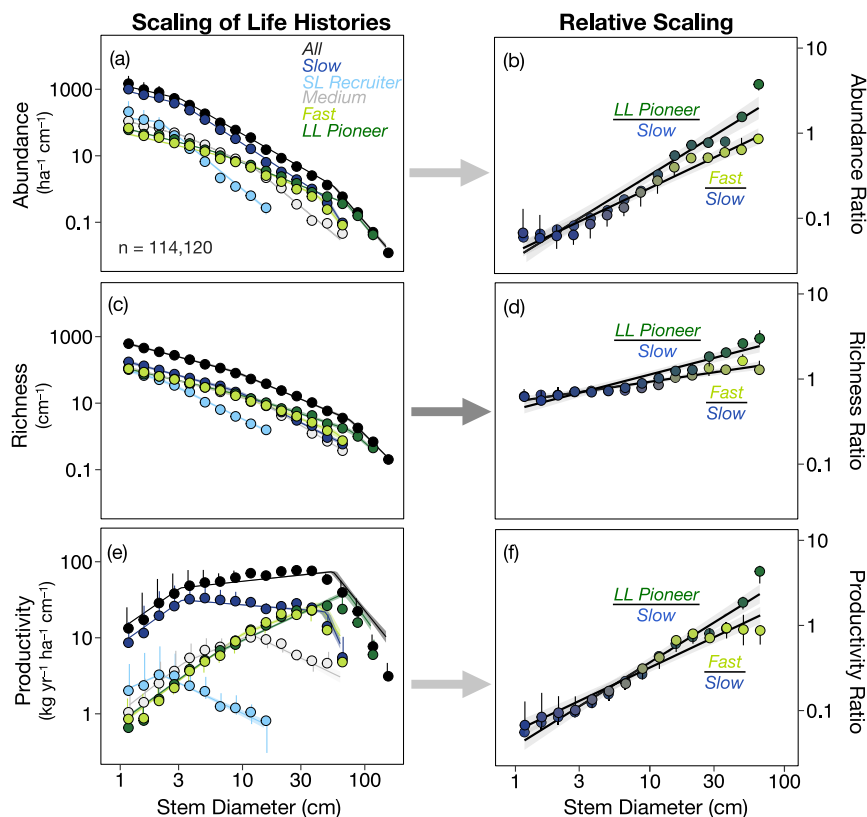 Scaling of Life Histories
Relative Scaling
(a)
All
Slow
SL Recruiter
Medium
Fast
LL Pioneer
1000
10
0.1
Abundance
(ha⁻¹ cm⁻¹)
n = 114,120
(b)
LL Pioneer
Slow
Fast
Slow
10
1
0.1
Abundance Ratio
(c)
1000
10
0.1
Richness
(cm⁻¹)
(d)
LL Pioneer
Slow
Fast
Slow
10
1
0.1
Richness Ratio
(e)
100
10
1
Productivity
(kg yr⁻¹ ha⁻¹ cm⁻¹)
1 3 10 30 100
Stem Diameter (cm)
(f)
LL Pioneer
Slow
Fast
Slow
10
1
0.1
Productivity Ratio
1 3 10 30 100
Stem Diameter (cm)